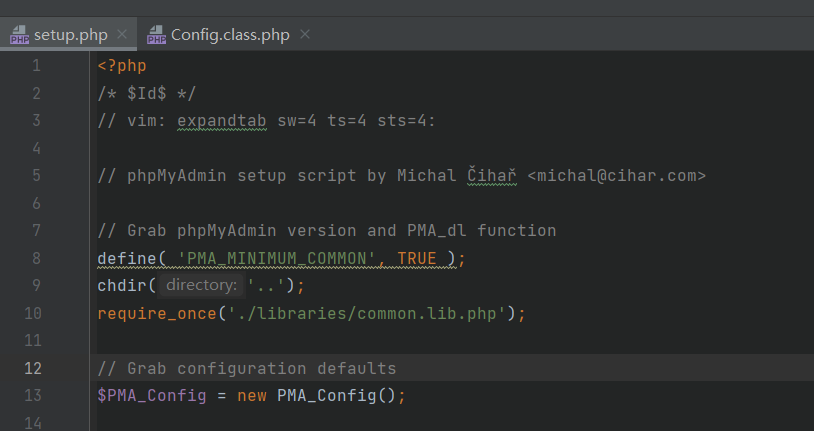 setup.php Config.class.php
1 <?php
2 /* $Id$ */
3 // vim: expandtab sw=4 ts=4 sts=4:
4
5 // phpMyAdmin setup script by Michal Čihař <michal@cihar.com>
6
7 // Grab phpMyAdmin version and PMA_dl function
8 define( 'PMA_MINIMUM_COMMON', TRUE );
9 chdir( directory: '..');
10 require_once('./libraries/common.lib.php');
11
12 // Grab configuration defaults
13 $PMA_Config = new PMA_Config();
14